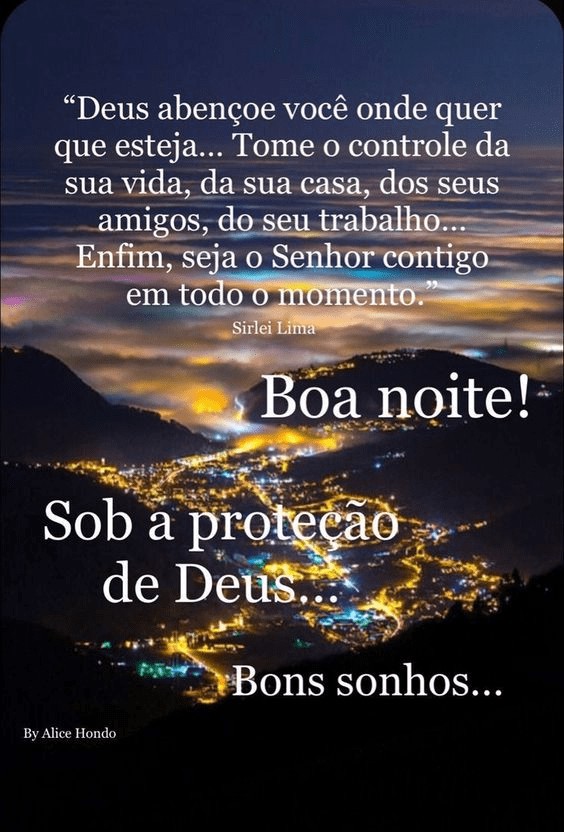 “Deus abençoe você onde quer
que esteja... Tome o controle da
sua vida, da sua casa, dos seus
amigos, do seu trabalho...
Enfim, seja o Senhor contigo
em todo o momento.”
Sirlei Lima
Boa noite!
Sob a proteção
de Deus...
Bons sonhos...
By Alice Hondo